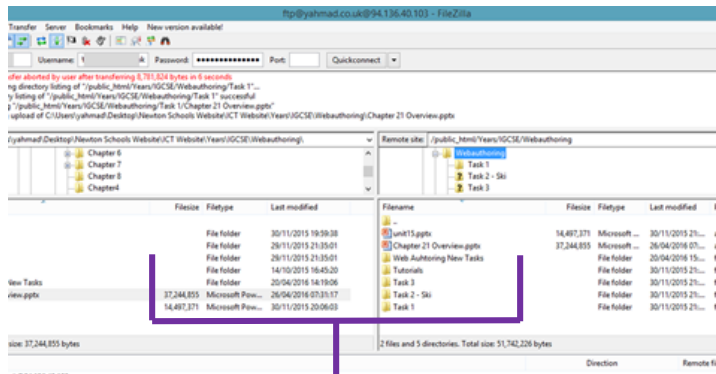 ftp@yahmad.co.uk@94.136.40.103 - FileZilla
Transfer Server Bookmarks Help New version available!
Username: 1 k Password: ••••••••••••••• Port: Quickconnect
nsfer aborted by user after transferring 8,781,824 bytes in 6 seconds
ng directory listing of "/public_html/Years/IGCSE/Webauthoring/Task 1"...
ry listing of "/public_html/Years/IGCSE/Webauthoring/Task 1" successful
g "/public_html/Years/IGCSE/Webauthoring/Task 1/Chapter 21 Overview.pptx"
upload of C:\Users\yahmad\Desktop\Newton Schools Website\ICT Website\Years\IGCSE\Webauthoring\Chapter 21 Overview.pptx
\yahmad\Desktop\Newton Schools Website\ICT Website\Years\IGCSE\Webauthoring\
Chapter 6
Chapter 7
Chapter 8
Chapter4
Remote site: /public_html/Years/IGCSE/Webauthoring
Webauthoring
Task 1
Task 2 - Ski
Task 3
Filesize Filetype Last modified
File folder 30/11/2015 19:59:38
File folder 29/11/2015 21:35:01
File folder 29/11/2015 21:35:01
File folder 14/10/2015 16:45:20
New Tasks File folder 20/04/2016 14:19:06
view.pptx 37,244,855 Microsoft Pow... 26/04/2016 07:31:17
14,497,371 Microsoft Pow... 30/11/2015 20:06:03
size: 37,244,855 bytes
Filename Filesize Filetype Last modified
..
unit15.pptx 14,497,371 Microsoft ... 30/11/2015 21:...
Chapter 21 Overview.pptx 37,244,855 Microsoft ... 26/04/2016 07:...
Web Auhtoring New Tasks File folder 20/04/2016 15:...
Tutorials File folder 30/11/2015 21:...
Task 3 File folder 30/11/2015 21:...
Task 2 - Ski File folder 30/11/2015 21:...
Task 1 File folder 30/11/2015 21:...
2 files and 5 directories. Total size: 51,742,226 bytes
Direction Remote fi